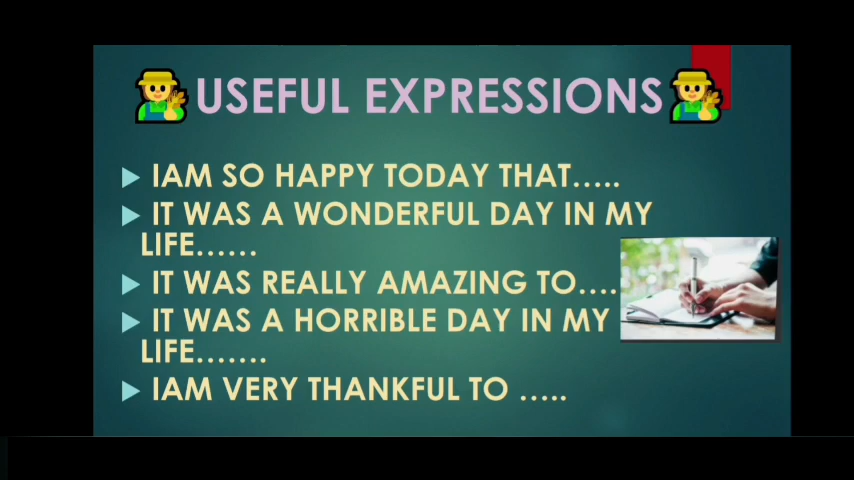 USEFUL EXPRESSIONS
IAM SO HAPPY TODAY THAT.....
IT WAS A WONDERFUL DAY IN MY
LIFE......
IT WAS REALLY AMAZING TO....
IT WAS A HORRIBLE DAY IN MY
LIFE.......
IAM VERY THANKFUL TO .....